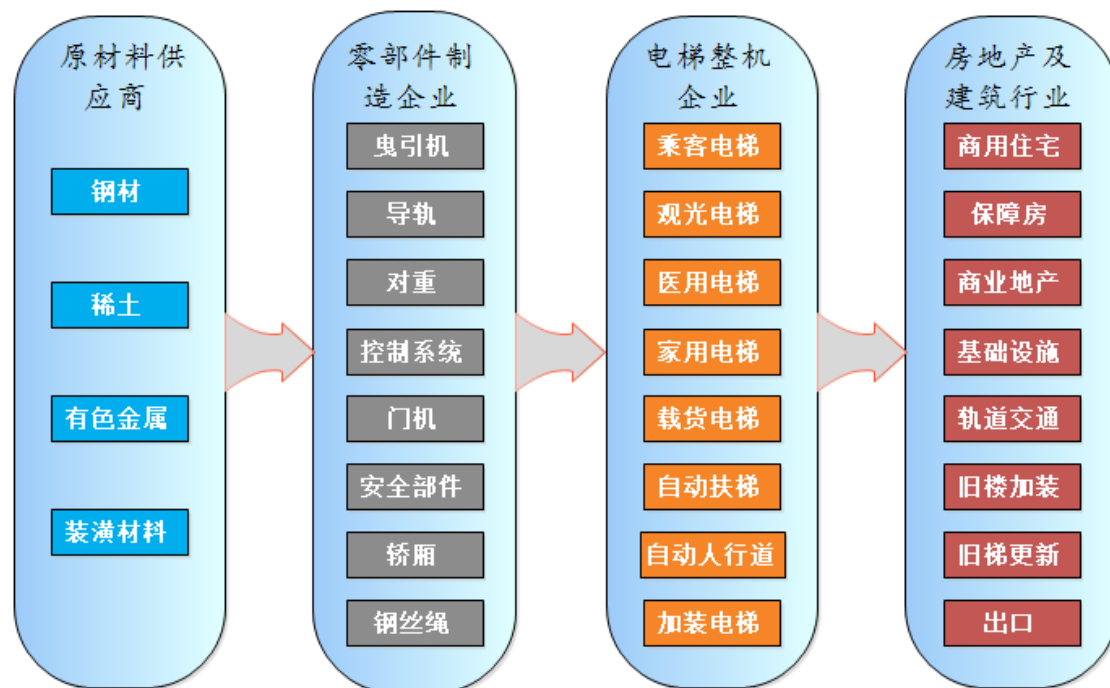 原材料供
应商
钢材
稀土
有色金属
装潢材料
零部件制
造企业
曳引机
导轨
对重
控制系统
门机
安全部件
轿厢
钢丝绳
电梯整机
企业
乘客电梯
观光电梯
医用电梯
家用电梯
载货电梯
自动扶梯
自动人行道
加装电梯
房地产及
建筑行业
商用住宅
保障房
商业地产
基础设施
轨道交通
旧楼加装
旧梯更新
出口